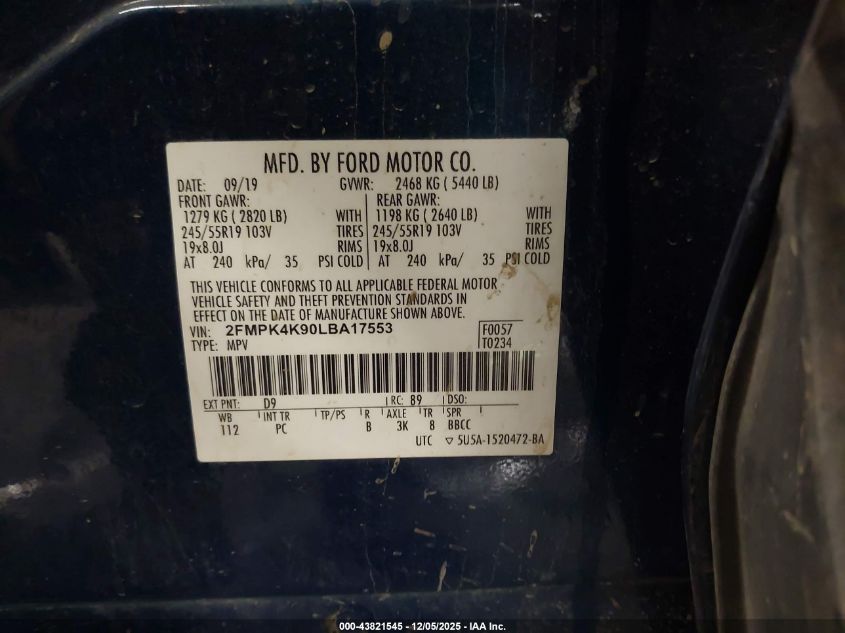 MFD. BY FORD MOTOR CO.
DATE: 09/19 GVWR: 2468 KG ( 5440 LB)
FRONT GAWR: REAR GAWR:
1279 KG ( 2820 LB) WITH 1198 KG ( 2640 LB) WITH
245/55R19 103V TIRES 245/55R19 103V TIRES
19x8.0J RIMS 19x8.0J RIMS
AT 240 kPa/ 35 PSI COLD AT 240 kPa/ 35 PSI COLD
THIS VEHICLE CONFORMS TO ALL APPLICABLE FEDERAL MOTOR
VEHICLE SAFETY AND THEFT PREVENTION STANDARDS IN
EFFECT ON THE DATE OF MANUFACTURE SHOWN ABOVE.
VIN: 2FMPK4K90LBA17553 F0057
TYPE: MPV T0234
EXT PNT: D9 RC: 89 DSO:
WB INT TR TP/PS R AXLE TR SPR
112 PC B 3K 8 BBCC
UTC ▽ 5U5A-1520472-BA
000-43821545 — 12/05/2025 — IAA Inc.